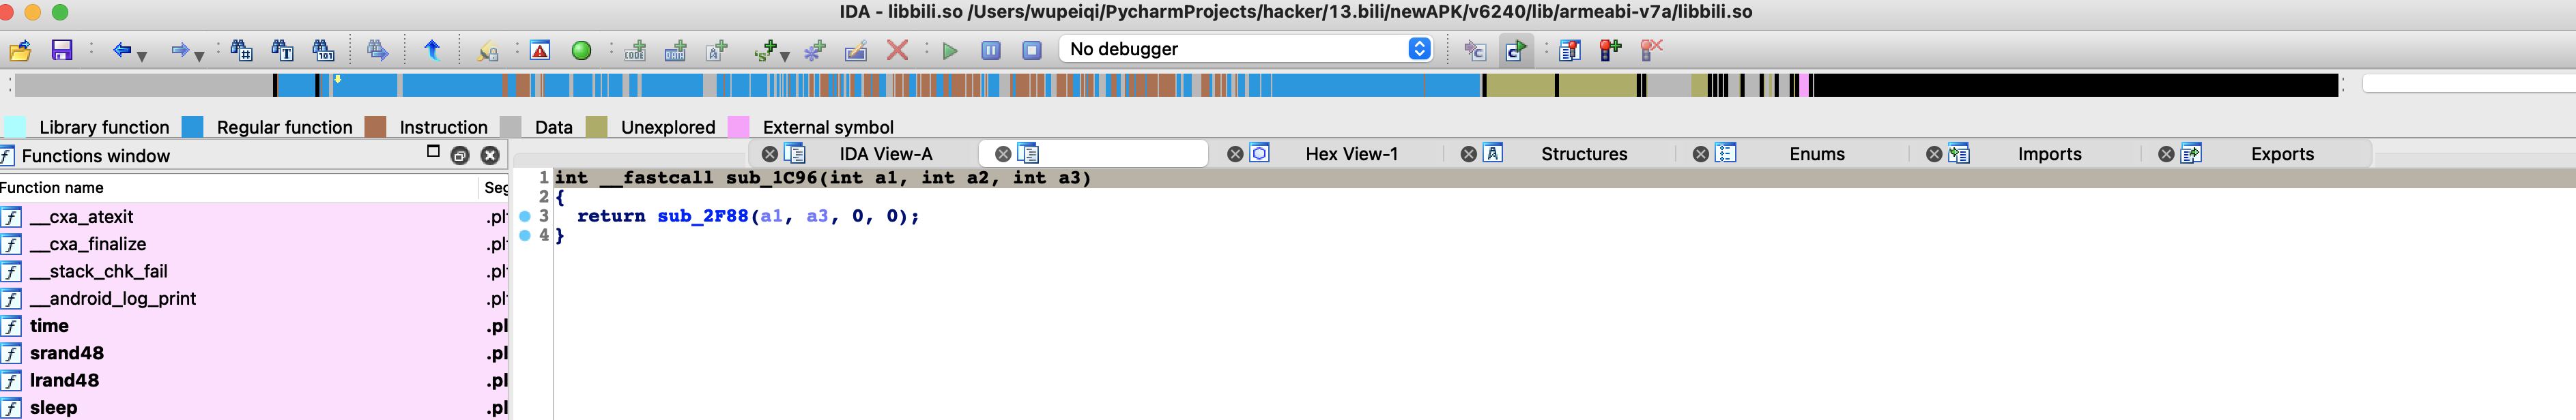 IDA - libbili.so /Users/wupeiqi/PycharmProjects/hacker/13.bili/newAPK/v6240/lib/armeabi-v7a/libbili.so
No debugger
Library function Regular function Instruction Data Unexplored External symbol
Functions window
IDA View-A Hex View-1 Structures Enums Imports Exports
Function name Seg
__cxa_atexit .pl
__cxa_finalize .pl
__stack_chk_fail .pl
__android_log_print .pl
time .pl
srand48 .pl
lrand48 .pl
sleep .pl
1 int __fastcall sub_1C96(int a1, int a2, int a3)
2 {
3 return sub_2F88(a1, a3, 0, 0);
4 }